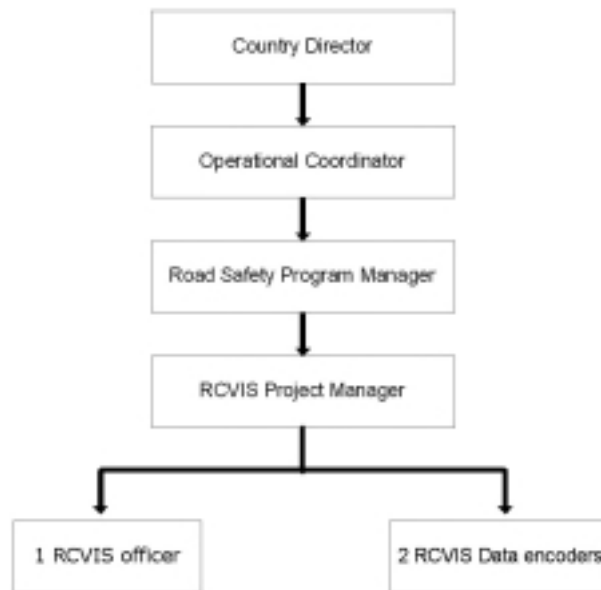 Country Director
Operational Coordinator
Road Safety Program Manager
RCVIS Project Manager
1 RCVIS officer
2 RCVIS Data encoders